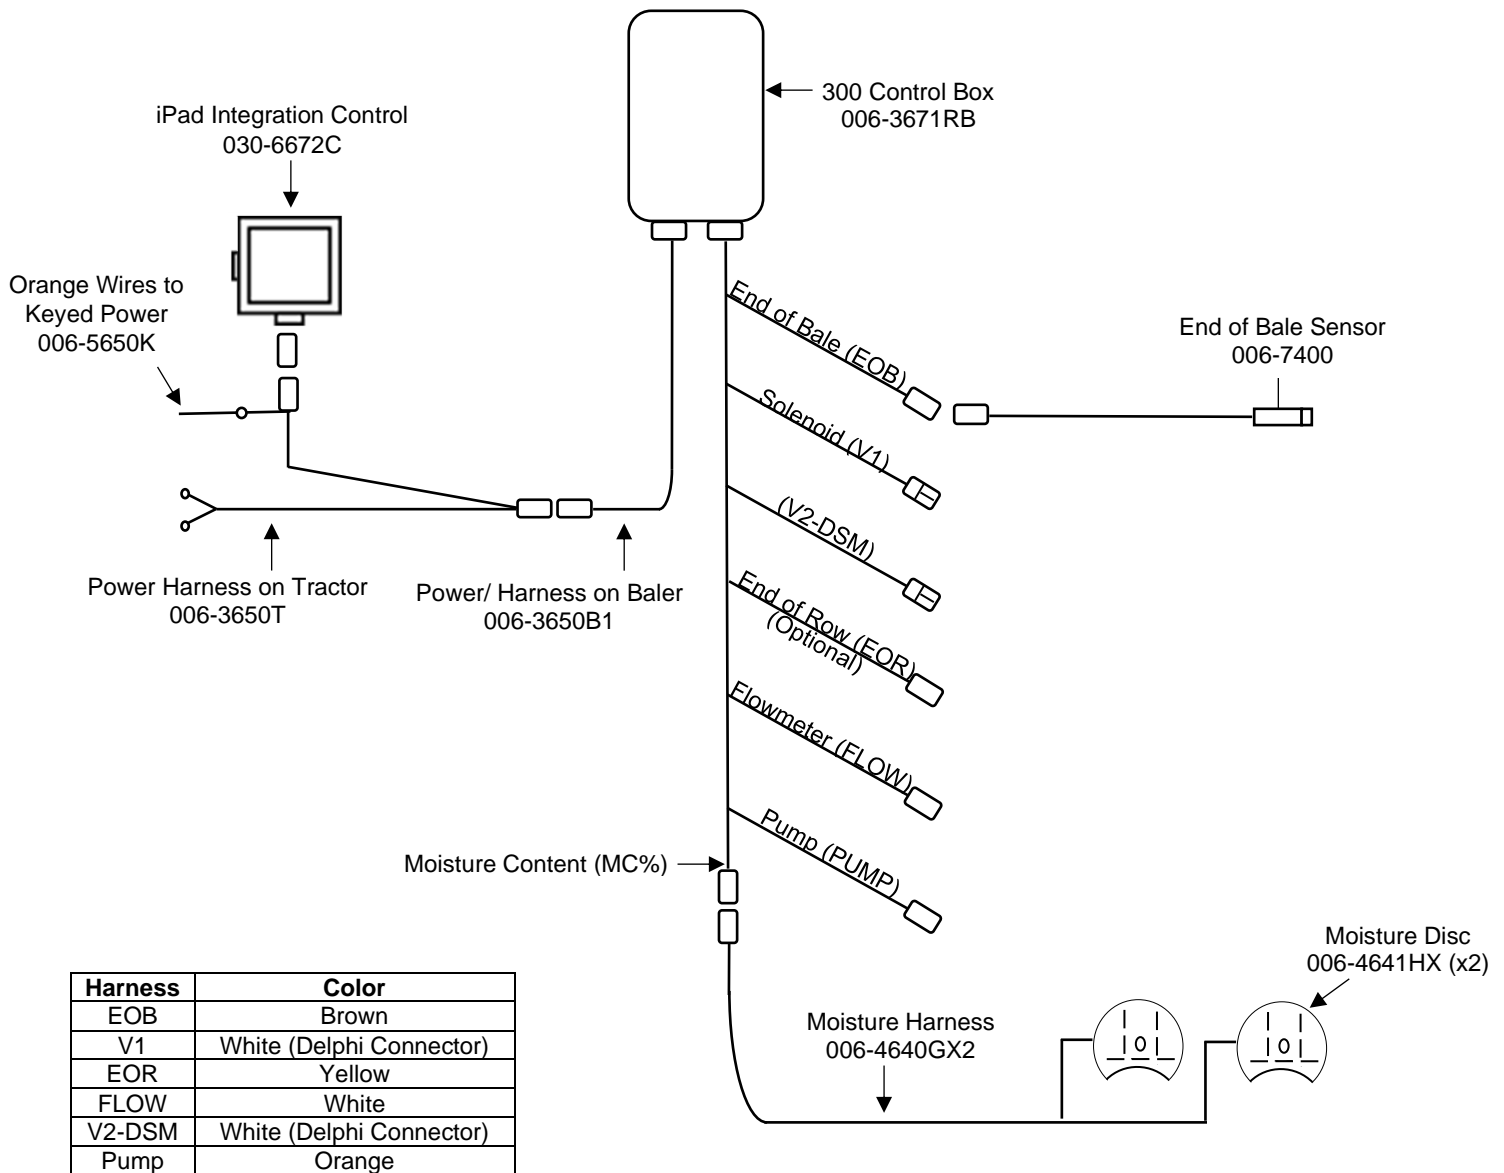 300 Control Box
006-3671RB
iPad Integration Control
030-6672C
Orange Wires to
Keyed Power
006-5650K
End of Bale (EOB)
End of Bale Sensor
006-7400
Solenoid (V1)
(V2-DSM)
Power Harness on Tractor
006-3650T
Power/ Harness on Baler
006-3650B1
End of Row (EOR)
(Optional)
Flowmeter (FLOW)
Pump (PUMP)
Moisture Content (MC%)
Moisture Disc
006-4641HX (x2)
Moisture Harness
006-4640GX2
Harness Color
EOB Brown
V1 White (Delphi Connector)
EOR Yellow
FLOW White
V2-DSM White (Delphi Connector)
Pump Orange